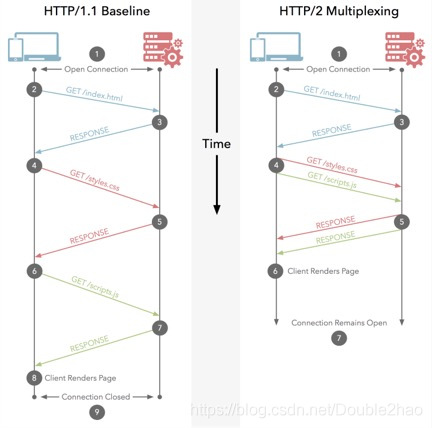 HTTP/1.1 Baseline
1
Open Connection
2
GET /index.html
3
RESPONSE
4
GET /styles.css
5
RESPONSE
6
GET /scripts.js
7
RESPONSE
8
Client Renders Page
Connection Closed
9
Time
HTTP/2 Multiplexing
1
Open Connection
2
GET /index.html
3
RESPONSE
4
GET /styles.css
GET /scripts.js
5
RESPONSE
RESPONSE
6
Client Renders Page
Connection Remains Open
7
https://blog.csdn.net/Double2hao